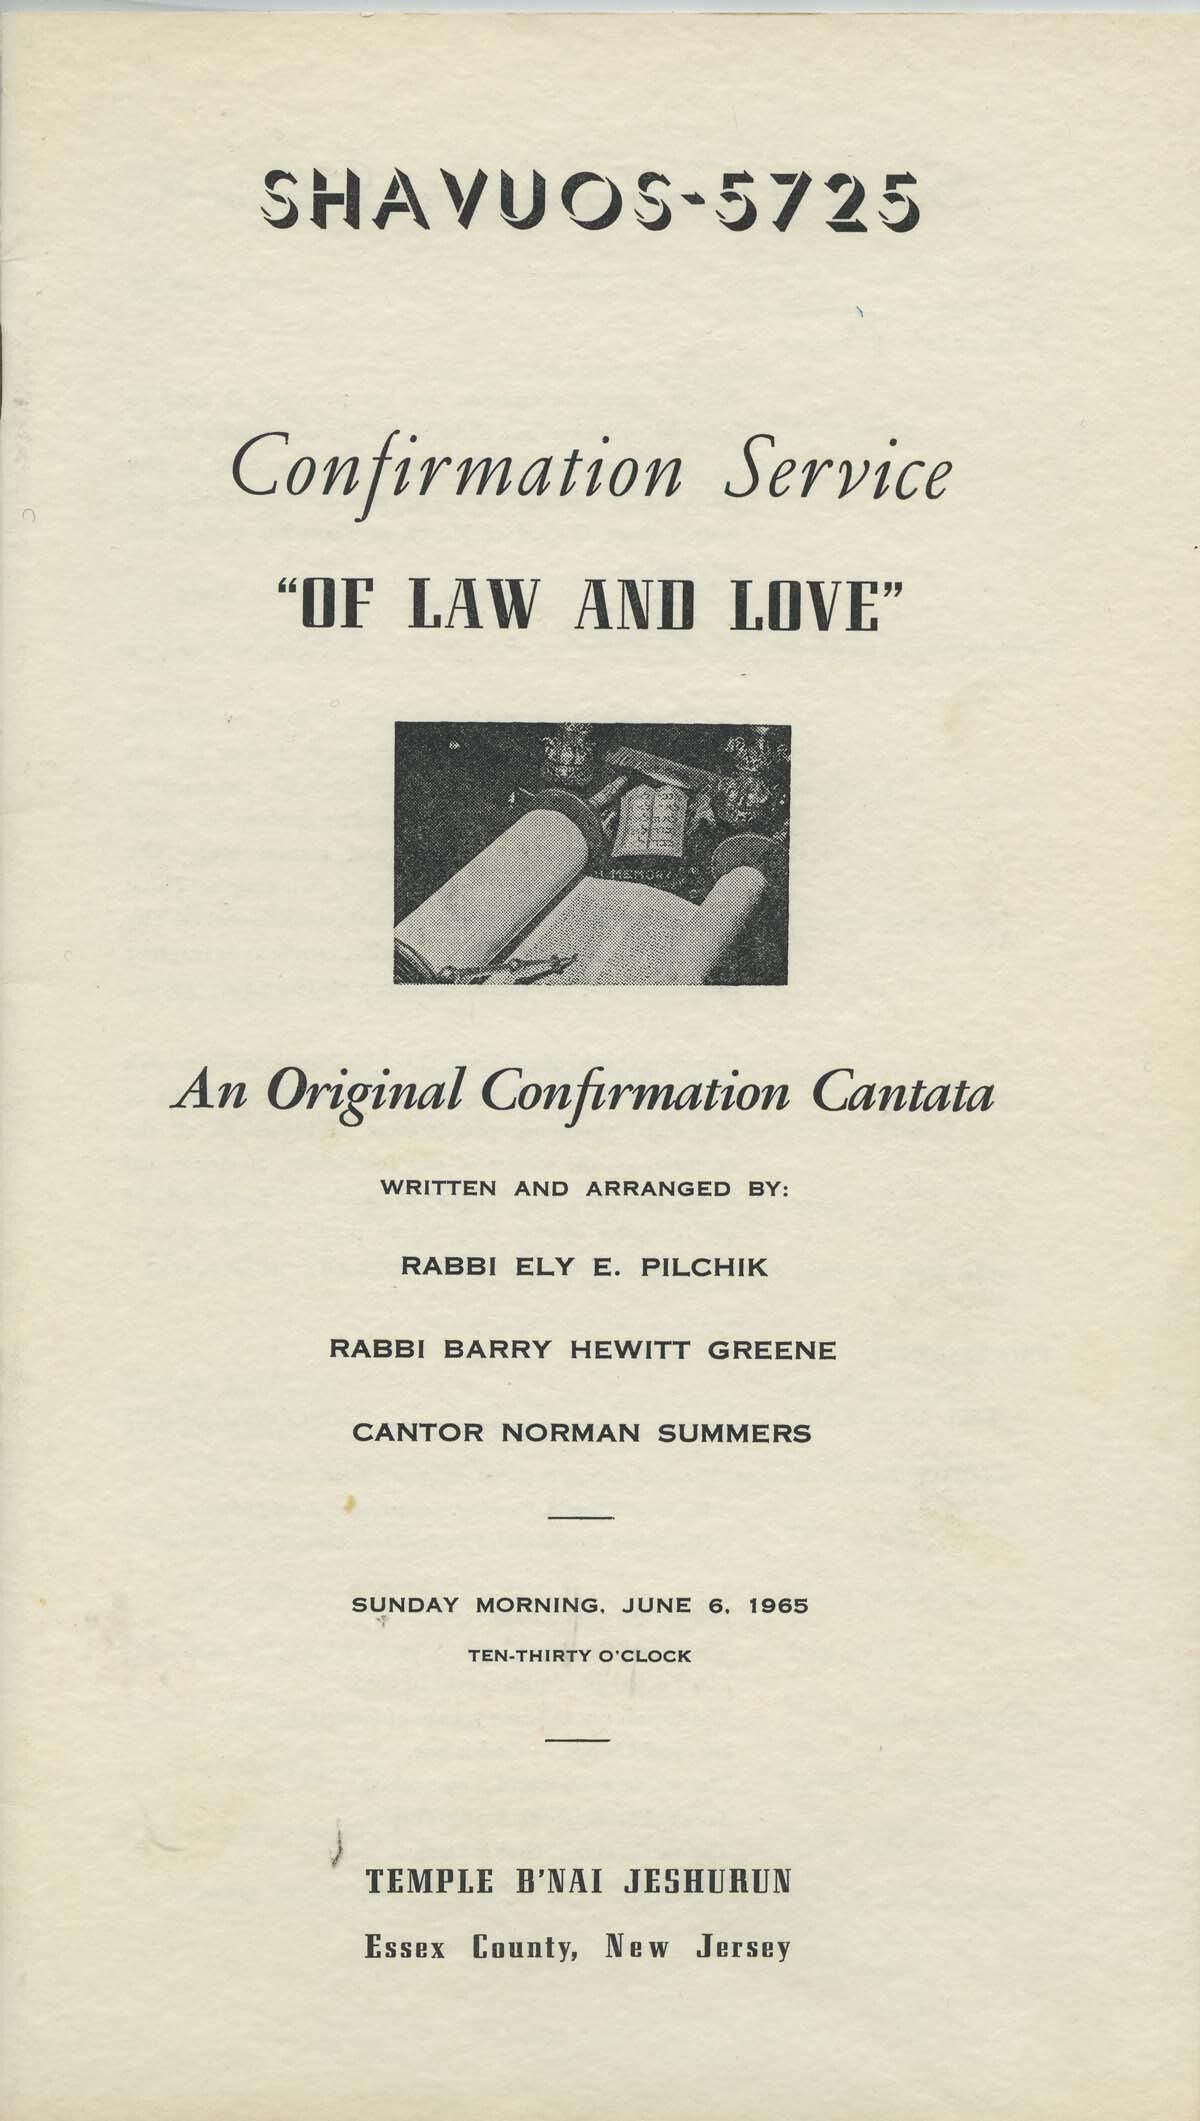 SHAVUOS-5725
Confirmation Service
“OF LAW AND LOVE”
MEMORY
An Original Confirmation Cantata
WRITTEN AND ARRANGED BY:
RABBI ELY E. PILCHIK
RABBI BARRY HEWITT GREENE
CANTOR NORMAN SUMMERS
SUNDAY MORNING, JUNE 6, 1965
TEN-THIRTY O'CLOCK
TEMPLE B'NAI JESHURUN
Essex County, New Jersey